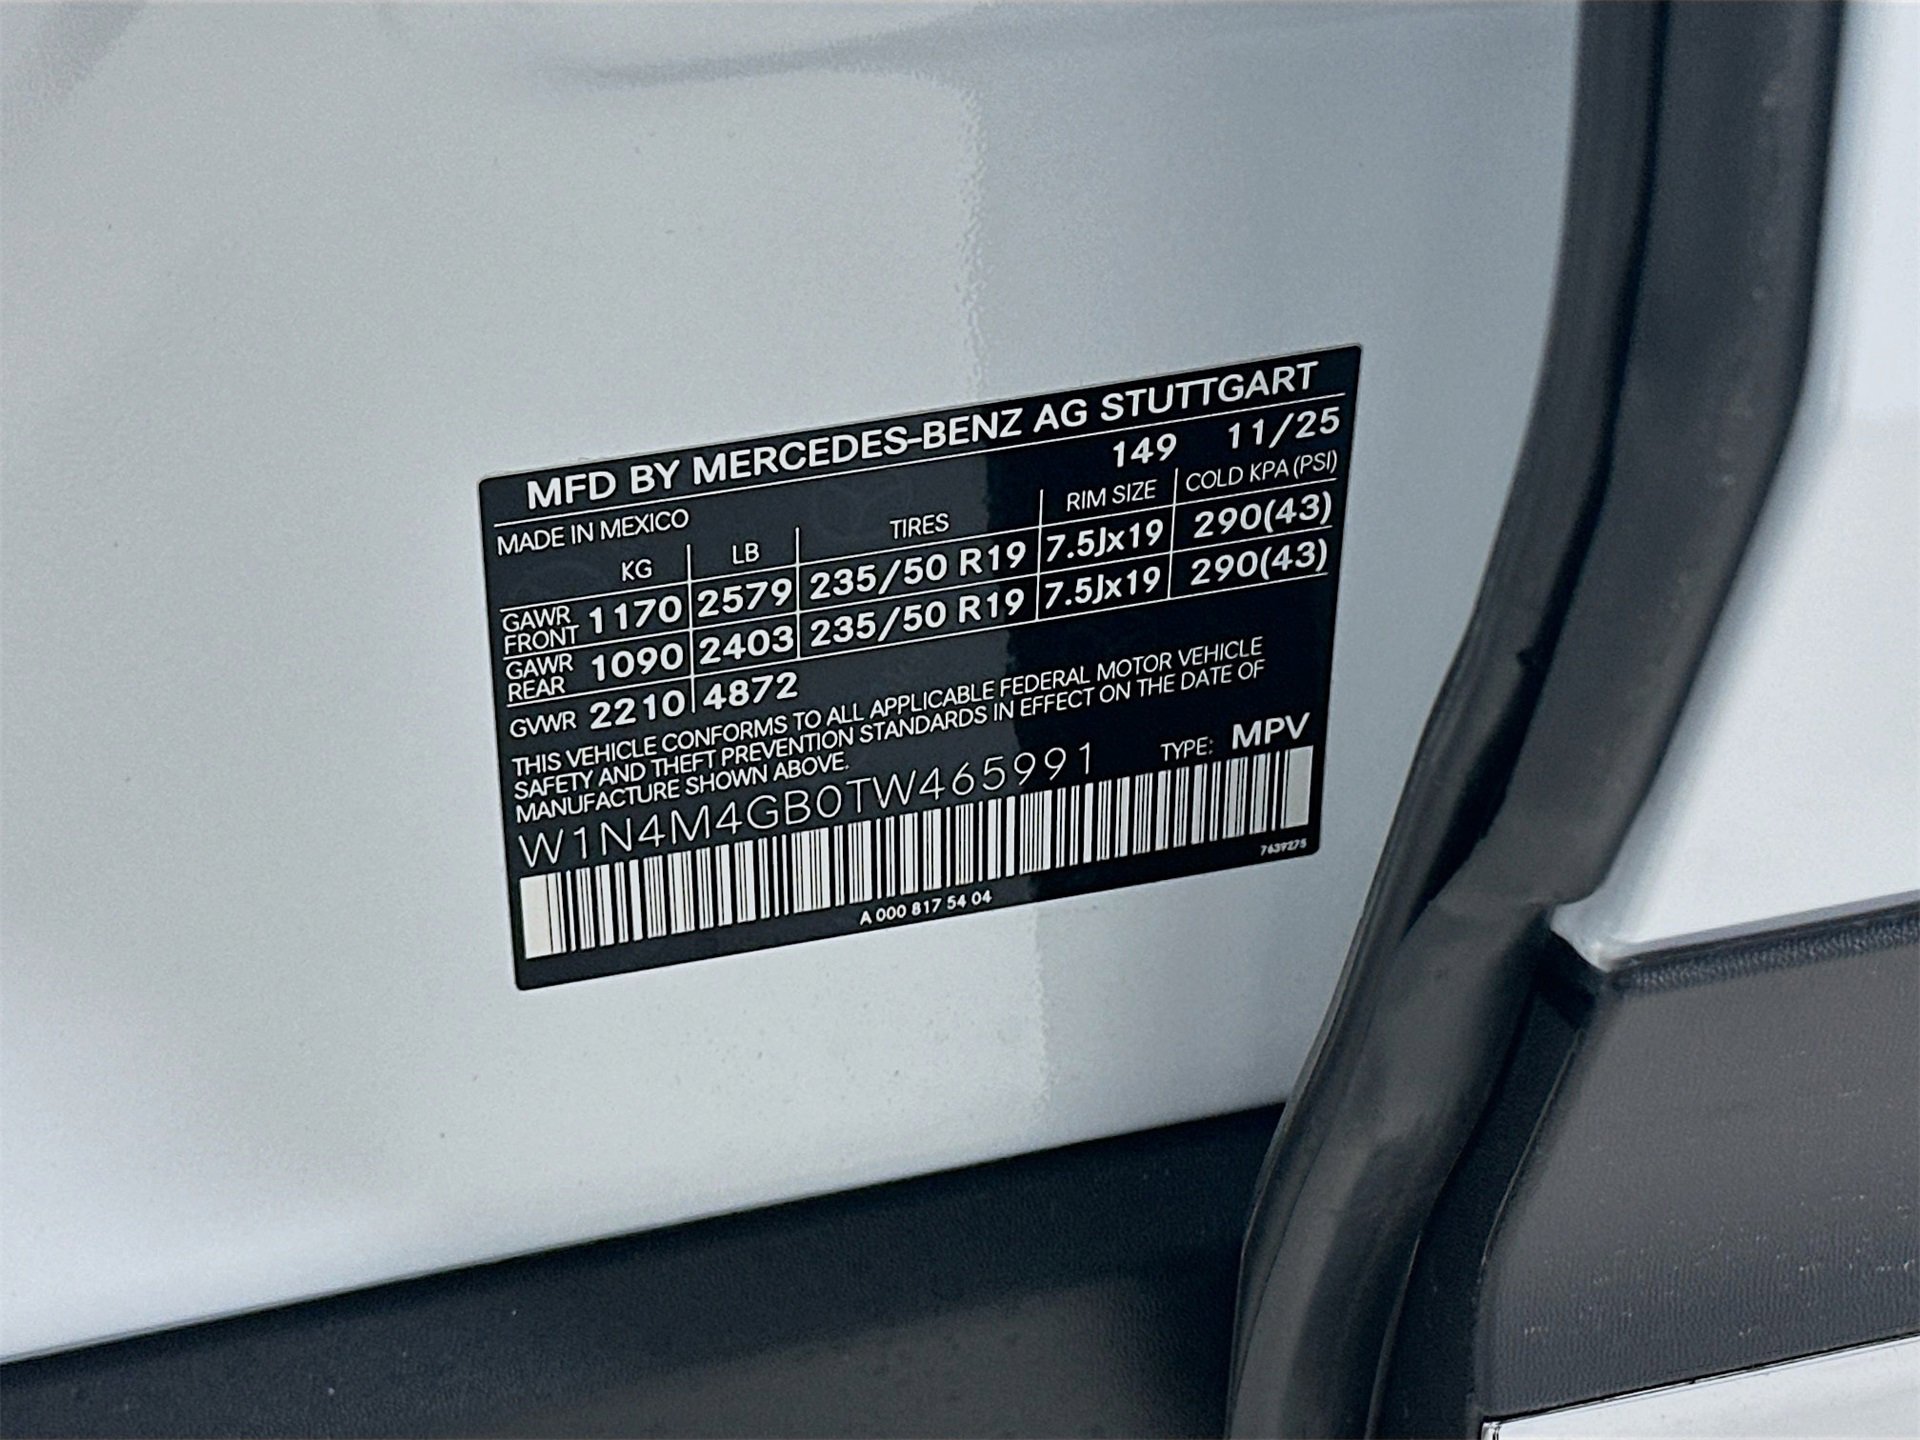 MFD BY MERCEDES-BENZ AG STUTTGART
MADE IN MEXICO 149 11/25
KG LB TIRES RIM SIZE COLD KPA (PSI)
GAWR FRONT 1170 2579 235/50 R19 7.5Jx19 290(43)
GAWR REAR 1090 2403 235/50 R19 7.5Jx19 290(43)
GVWR 2210 4872
THIS VEHICLE CONFORMS TO ALL APPLICABLE FEDERAL MOTOR VEHICLE
SAFETY AND THEFT PREVENTION STANDARDS IN EFFECT ON THE DATE OF
MANUFACTURE SHOWN ABOVE.
W1N4M4GB0TW465991 TYPE: MPV
7639275
A 000 817 54 04